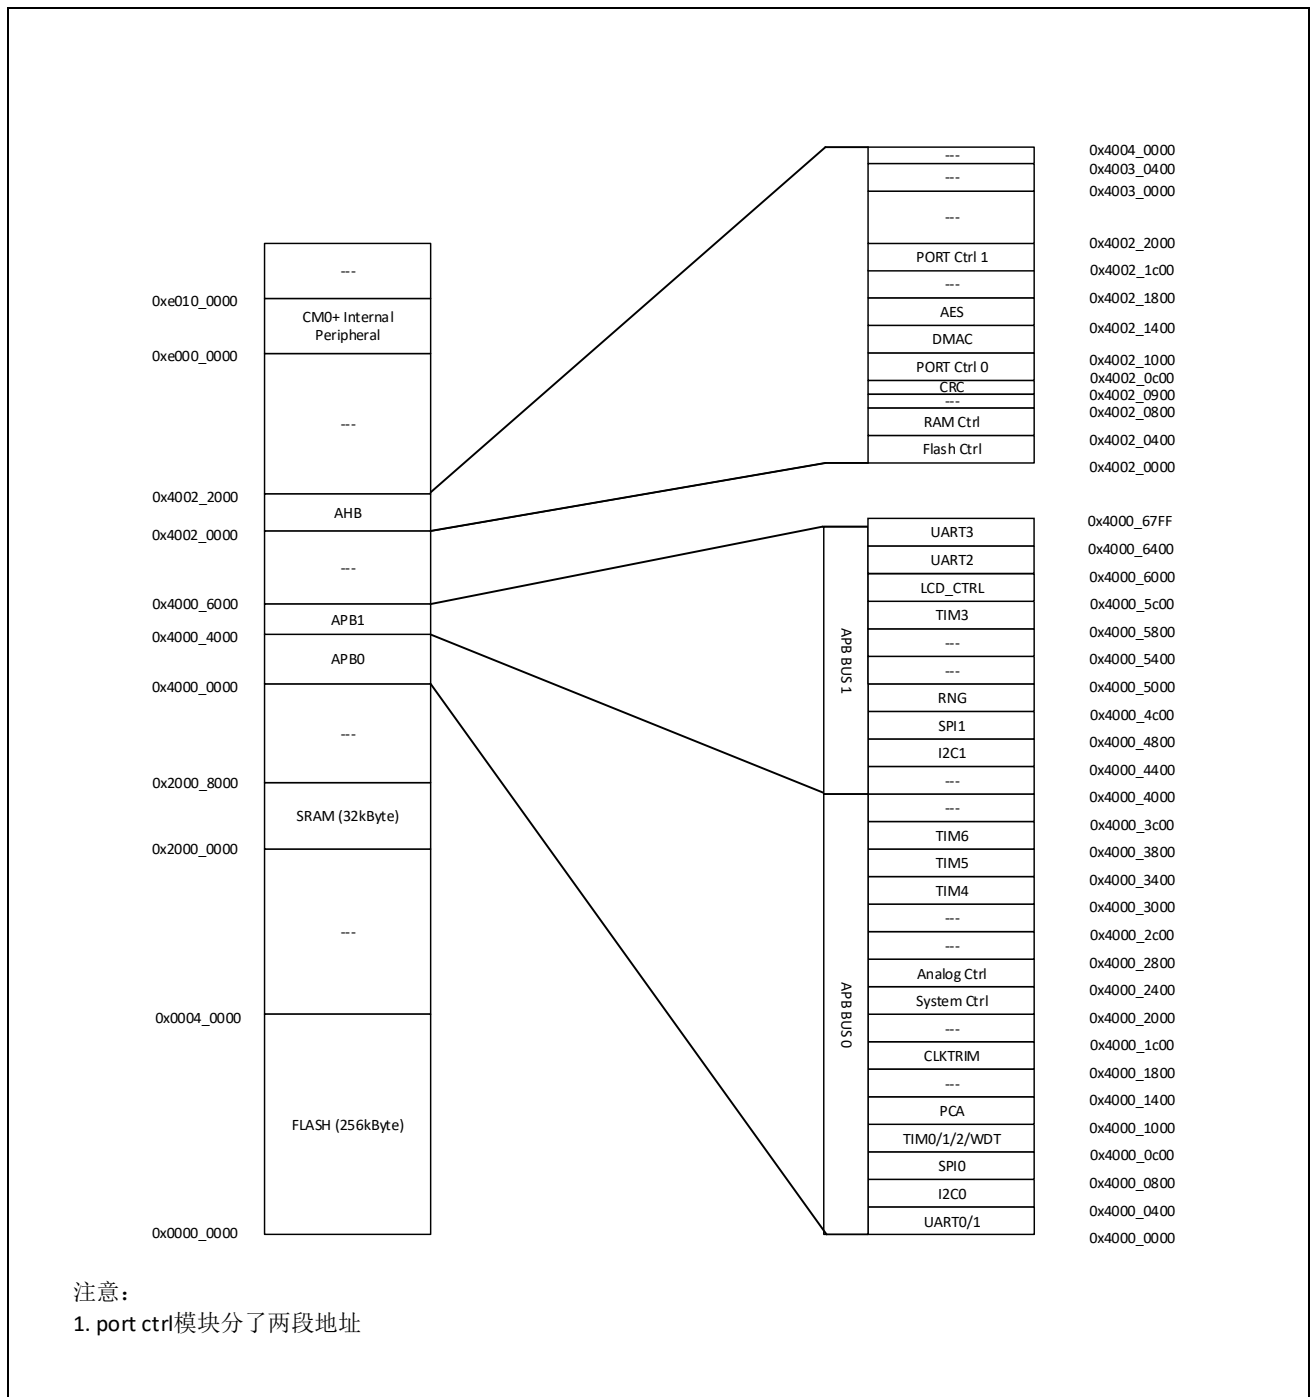 ---
0xe010_0000
CM0+ Internal
Peripheral
0xe000_0000
---
0x4002_2000
AHB
0x4002_0000
---
0x4000_6000
APB1
0x4000_4000
APB0
0x4000_0000
---
0x2000_8000
SRAM (32kByte)
0x2000_0000
---
0x0004_0000
FLASH (256kByte)
0x0000_0000
--- 0x4004_0000
0x4003_0400
---
0x4003_0000
---
0x4002_2000
PORT Ctrl 1
0x4002_1c00
---
0x4002_1800
AES
0x4002_1400
DMAC
0x4002_1000
PORT Ctrl 0
0x4002_0c00
CRC
0x4002_0900
---
0x4002_0800
RAM Ctrl
0x4002_0400
Flash Ctrl
0x4002_0000
APB BUS 1
0x4000_67FF
UART3
0x4000_6400
UART2
0x4000_6000
LCD_CTRL
0x4000_5c00
TIM3
0x4000_5800
---
0x4000_5400
---
0x4000_5000
RNG
0x4000_4c00
SPI1
0x4000_4800
I2C1
0x4000_4400
---
0x4000_4000
APB BUS 0
---
0x4000_3c00
TIM6
0x4000_3800
TIM5
0x4000_3400
TIM4
0x4000_3000
---
0x4000_2c00
---
0x4000_2800
Analog Ctrl
0x4000_2400
System Ctrl
0x4000_2000
---
0x4000_1c00
CLKTRIM
0x4000_1800
---
0x4000_1400
PCA
0x4000_1000
TIM0/1/2/WDT
0x4000_0c00
SPI0
0x4000_0800
I2C0
0x4000_0400
UART0/1
0x4000_0000
注意：
1. port ctrl模块分了两段地址